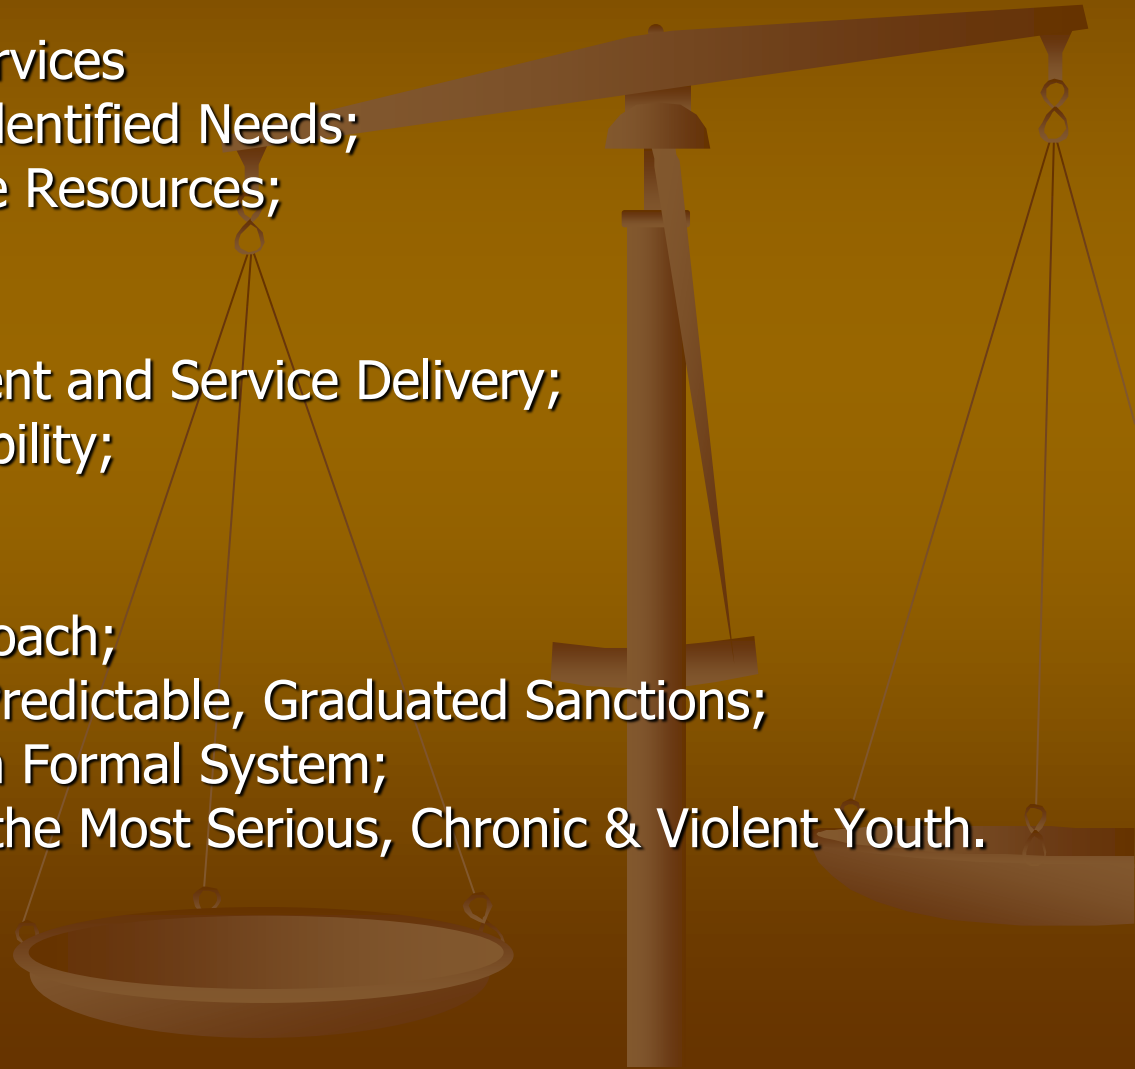 rvices
dentified Needs;
e Resources;
ent and Service Delivery;
bility;
oach;
redictable, Graduated Sanctions;
Formal System;
the Most Serious, Chronic & Violent Youth.